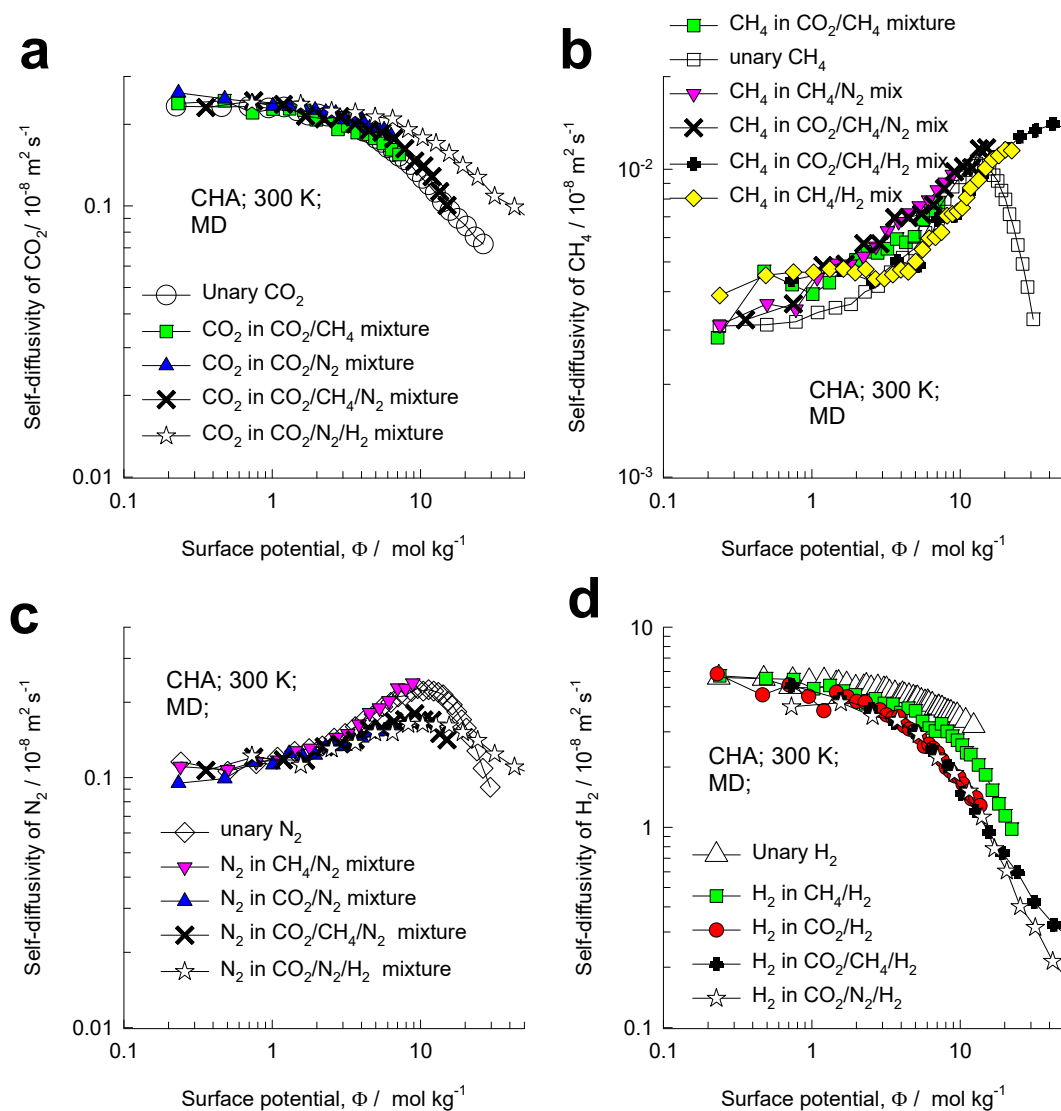 a
Self-diffusivity of CO2/ 10-8 m2 s-1
0.1
0.01
CHA; 300 K;
MD
Unary CO2
CO2 in CO2/CH4 mixture
CO2 in CO2/N2 mixture
CO2 in CO2/CH4/N2 mixture
CO2 in CO2/N2/H2 mixture
0.1 1 10
Surface potential, Φ / mol kg-1
b
Self-diffusivity of CH4 / 10-8 m2 s-1
CH4 in CO2/CH4 mixture
unary CH4
CH4 in CH4/N2 mix
CH4 in CO2/CH4/N2 mix
CH4 in CO2/CH4/H2 mix
CH4 in CH4/H2 mix
10-2
10-3
CHA; 300 K;
MD
0.1 1 10
Surface potential, Φ / mol kg-1
c
Self-diffusivity of N2 / 10-8 m2 s-1
CHA; 300 K;
MD;
0.1
0.01
unary N2
N2 in CH4/N2 mixture
N2 in CO2/N2 mixture
N2 in CO2/CH4/N2 mixture
N2 in CO2/N2/H2 mixture
0.1 1 10
Surface potential, Φ / mol kg-1
d
Self-diffusivity of H2 / 10-8 m2 s-1
10
1
0.1
CHA; 300 K;
MD;
Unary H2
H2 in CH4/H2
H2 in CO2/H2
H2 in CO2/CH4/H2
H2 in CO2/N2/H2
0.1 1 10
Surface potential, Φ / mol kg-1